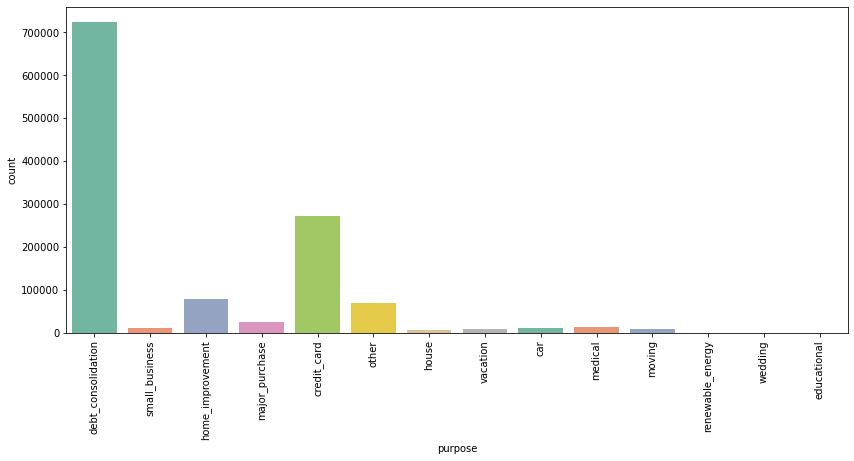 700000
600000
500000
400000
300000
200000
100000
0
count
debt_consolidation
small_business
home_improvement
major_purchase
credit_card
other
house
vacation
car
medical
moving
renewable_energy
wedding
educational
purpose